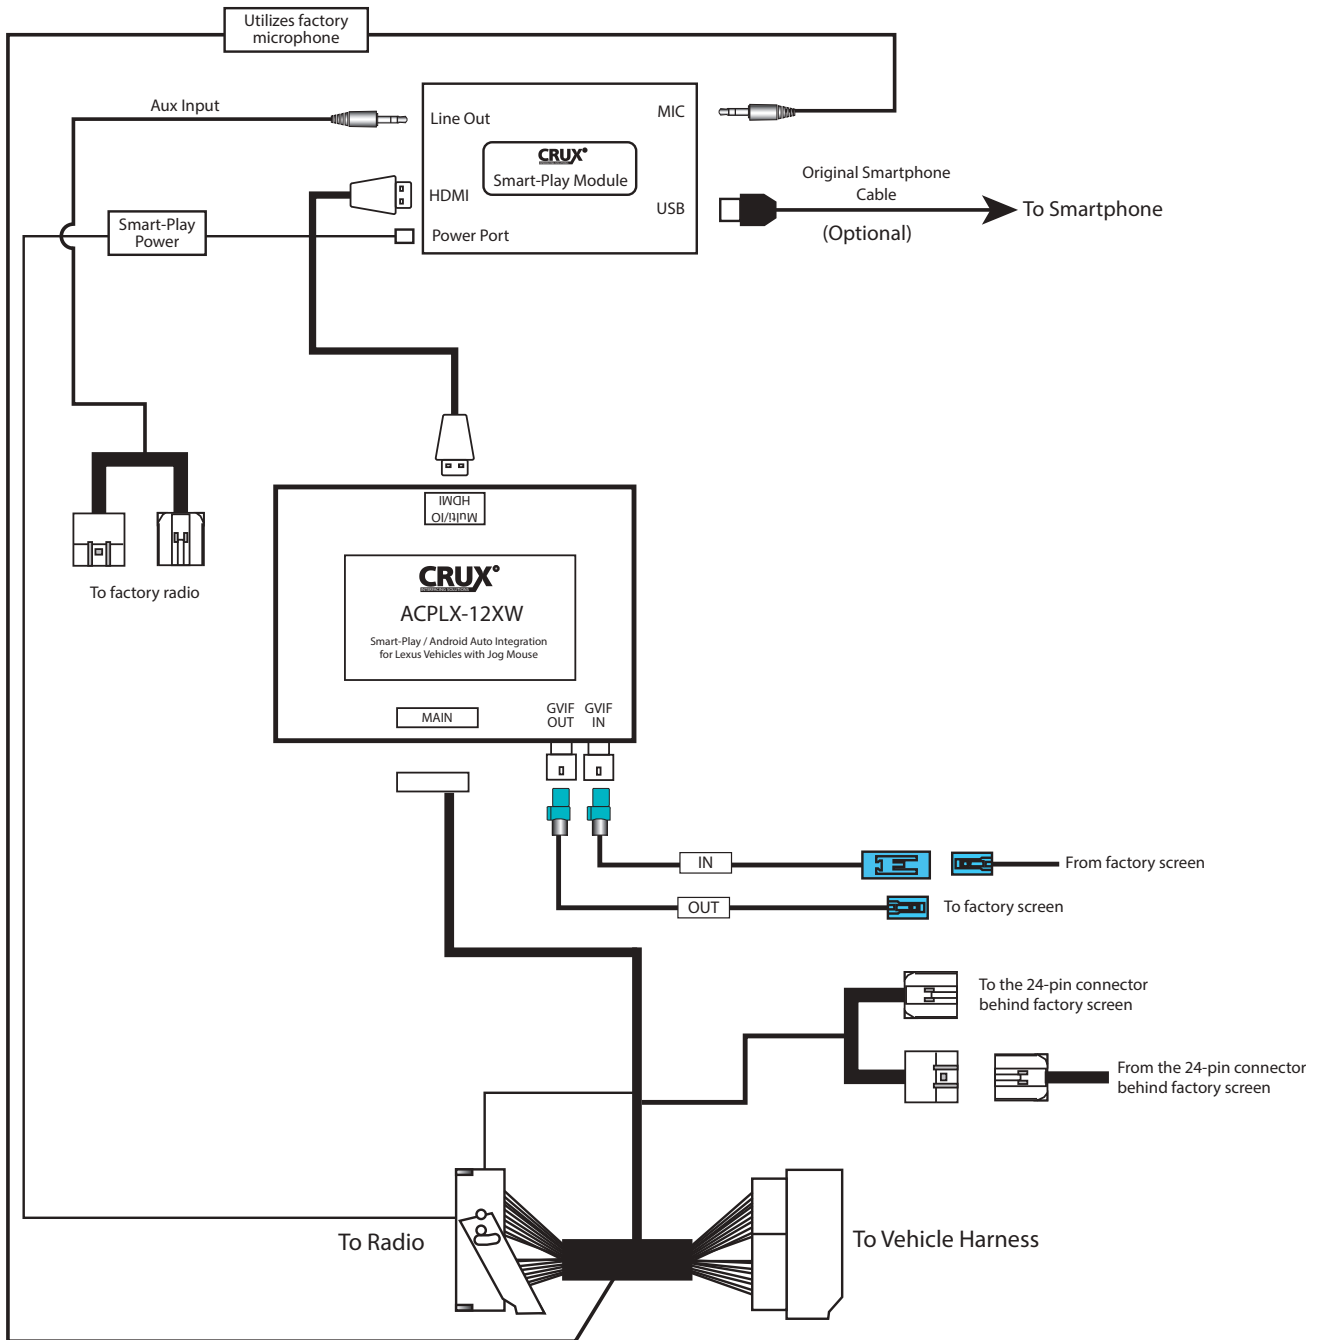 Utilizes factory
microphone
Aux Input
Line Out
MIC
CRUX
Smart-Play Module
HDMI
USB
Power Port
Original Smartphone
Cable
(Optional)
To Smartphone
Smart-Play
Power
Multi/IO
HDMI
To factory radio
CRUX
INTERFACING SOLUTIONS
ACPLX-12XW
Smart-Play / Android Auto Integration
for Lexus Vehicles with Jog Mouse
MAIN
GVIF
OUT
GVIF
IN
IN
From factory screen
OUT
To factory screen
To the 24-pin connector
behind factory screen
From the 24-pin connector
behind factory screen
To Radio
To Vehicle Harness